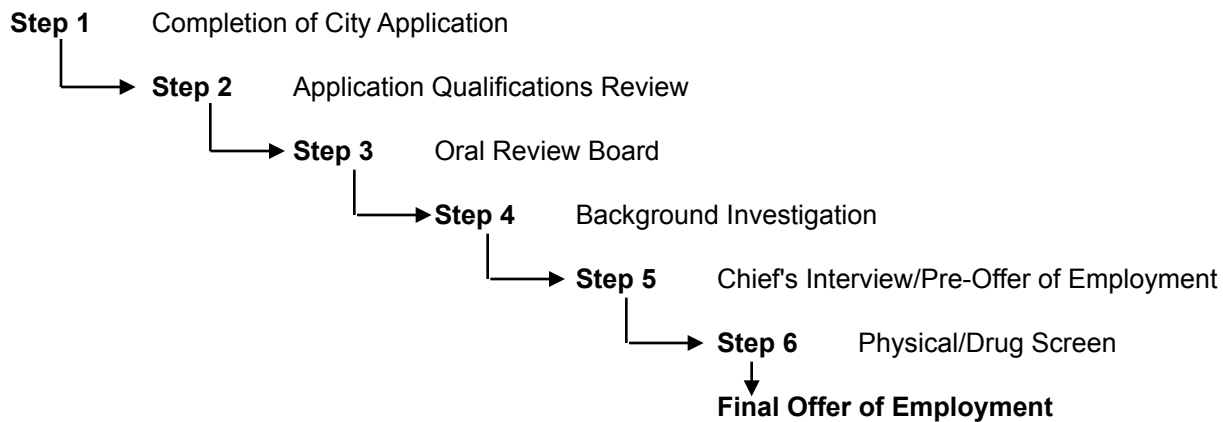 Step 1 Completion of City Application
Step 2 Application Qualifications Review
Step 3 Oral Review Board
Step 4 Background Investigation
Step 5 Chief's Interview/Pre-Offer of Employment
Step 6 Physical/Drug Screen
Final Offer of Employment